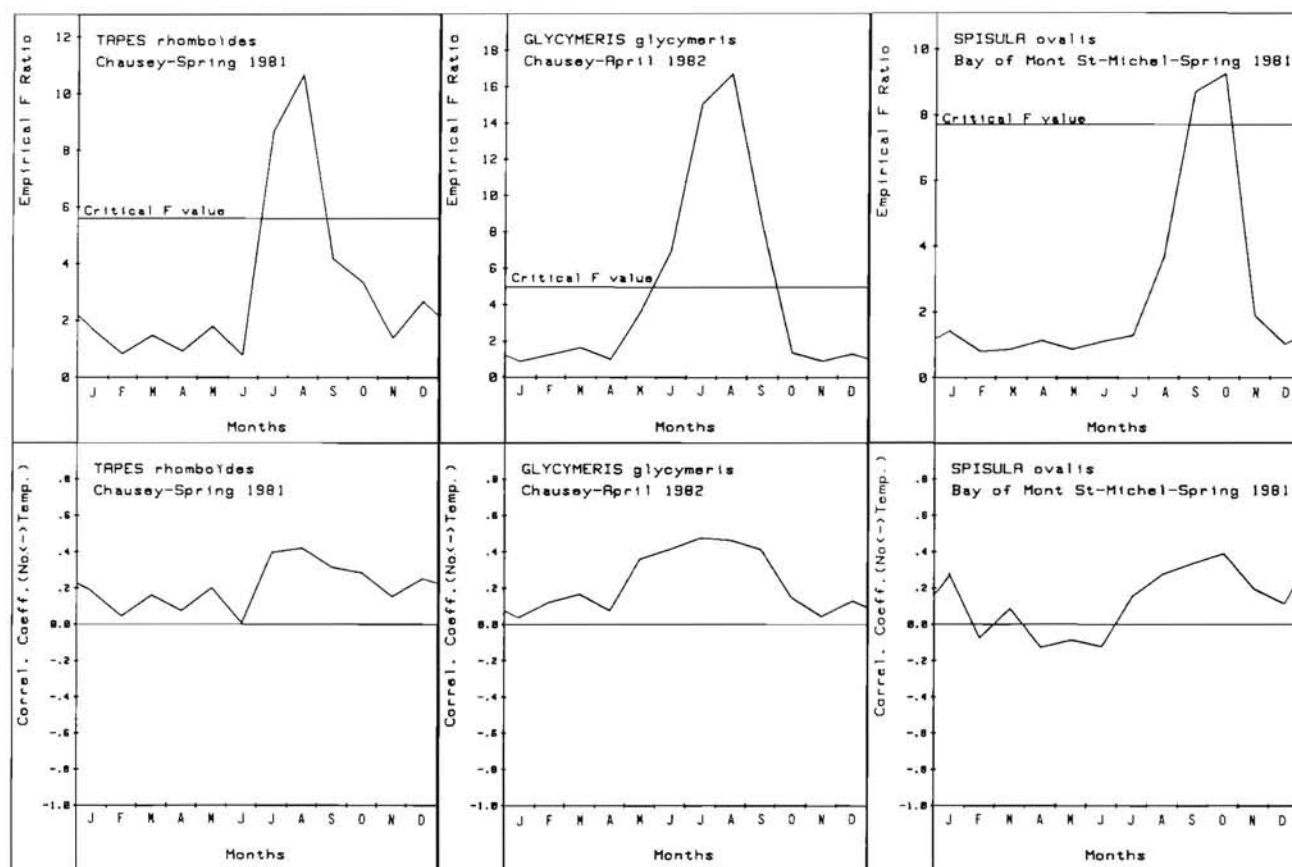 TAPES rhomboïdes
Chausey-Spring 1981
Empirical F Ratio
12
10
8
6
4
2
0
Critical F value
J F M A M J J A S O N D
Months
GLYCYMERIS glycymeris
Chausey-April 1982
Empirical F Ratio
18
16
14
12
10
8
6
4
2
0
Critical F value
J F M A M J J A S O N D
Months
SPISULA ovalis
Bay of Mont St-Michel-Spring 1981
Empirical F Ratio
10
8
6
4
2
0
Critical F value
J F M A M J J A S O N D
Months
TAPES rhomboïdes
Chausey-Spring 1981
Correl. Coeff.(No<->Temp.)
.8
.6
.4
.2
0.0
-.2
-.4
-.6
-.8
-1.0
J F M A M J J A S O N D
Months
GLYCYMERIS glycymeris
Chausey-April 1982
Correl. Coeff.(No<->Temp.)
.8
.6
.4
.2
0.0
-.2
-.4
-.6
-.8
-1.0
J F M A M J J A S O N D
Months
SPISULA ovalis
Bay of Mont St-Michel-Spring 1981
Correl. Coeff.(No<->Temp.)
.8
.6
.4
.2
0.0
-.2
-.4
-.6
-.8
-1.0
J F M A M J J A S O N D
Months